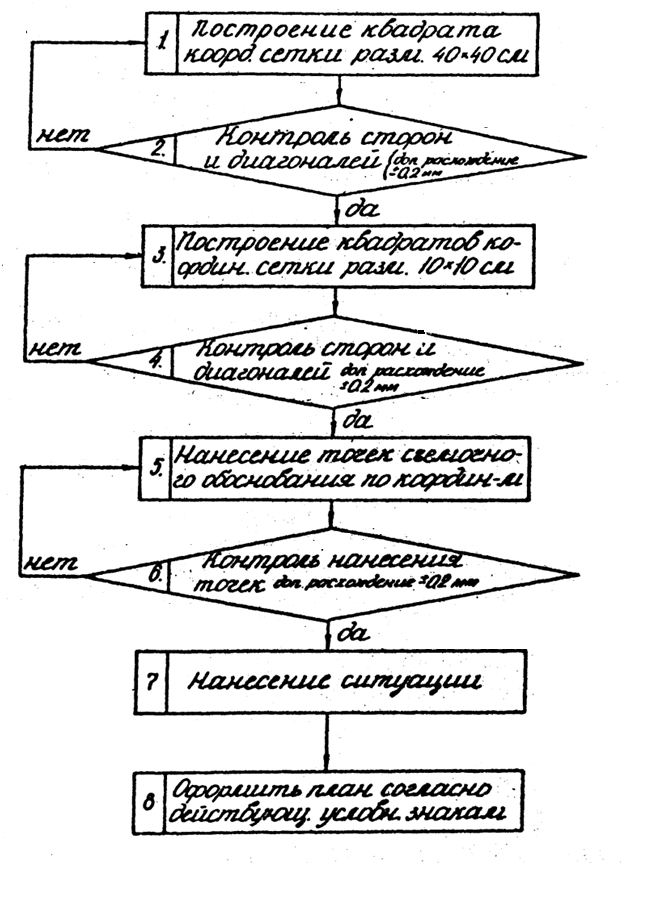 1. Построение квадрата
коорд. сетки разм. 40×40 см
нет
2. Контроль сторон
и диагоналей (доп. расхождение
±0,2 мм
да
3. Построение квадратов ко-
ордин. сетки разм. 10×10 см
нет
4. Контроль сторон и
диагоналей доп. расхождение
±0,2 мм
да
5. Нанесение точек съемочно-
го обоснования по координ-м
нет
6. Контроль нанесения
точек доп. расхождение ±0,2 мм
да
7 Нанесение ситуации
8 Оформить план согласно
действующ. условн. знакам